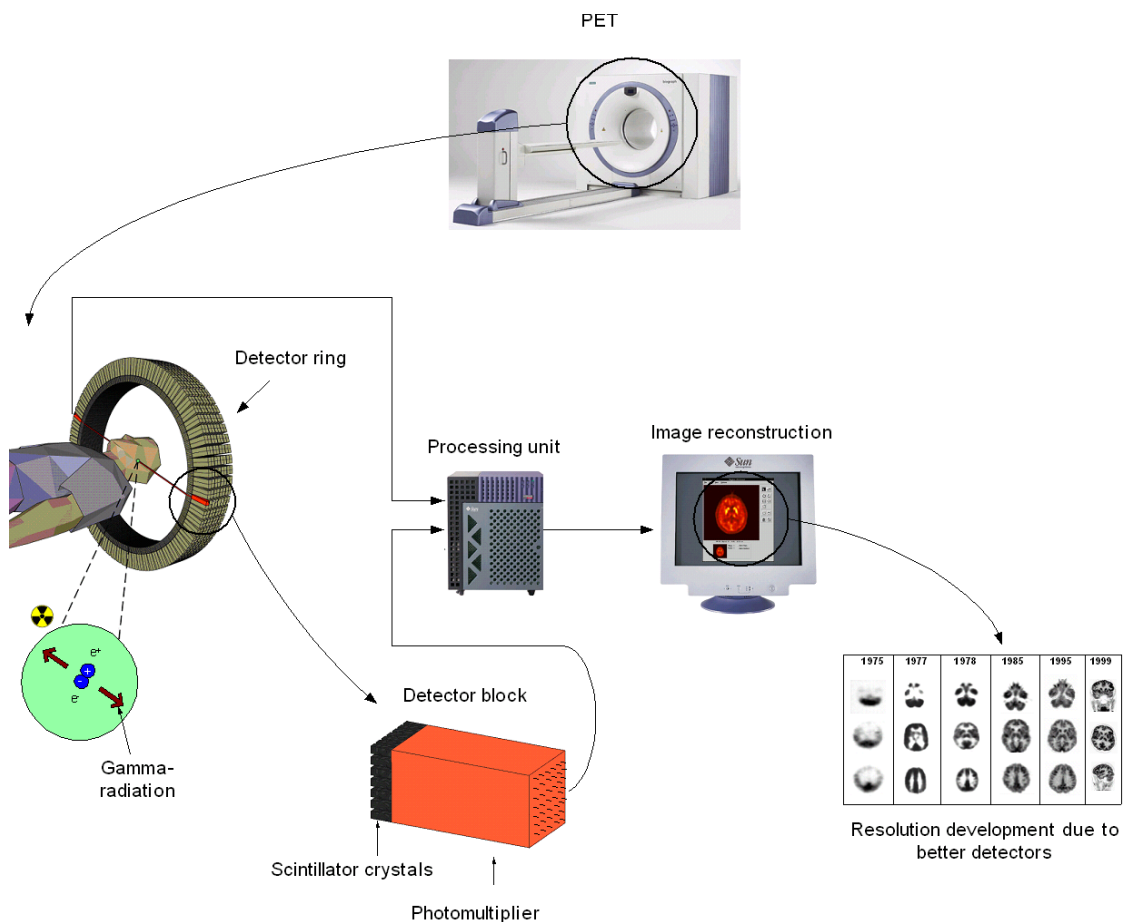 PET
Detector ring
Processing unit
Image reconstruction
Sun
e+
e-
Gamma-
radiation
Detector block
Scintillator crystals
Photomultiplier
1975 1977 1978 1985 1995 1999
Resolution development due to
better detectors